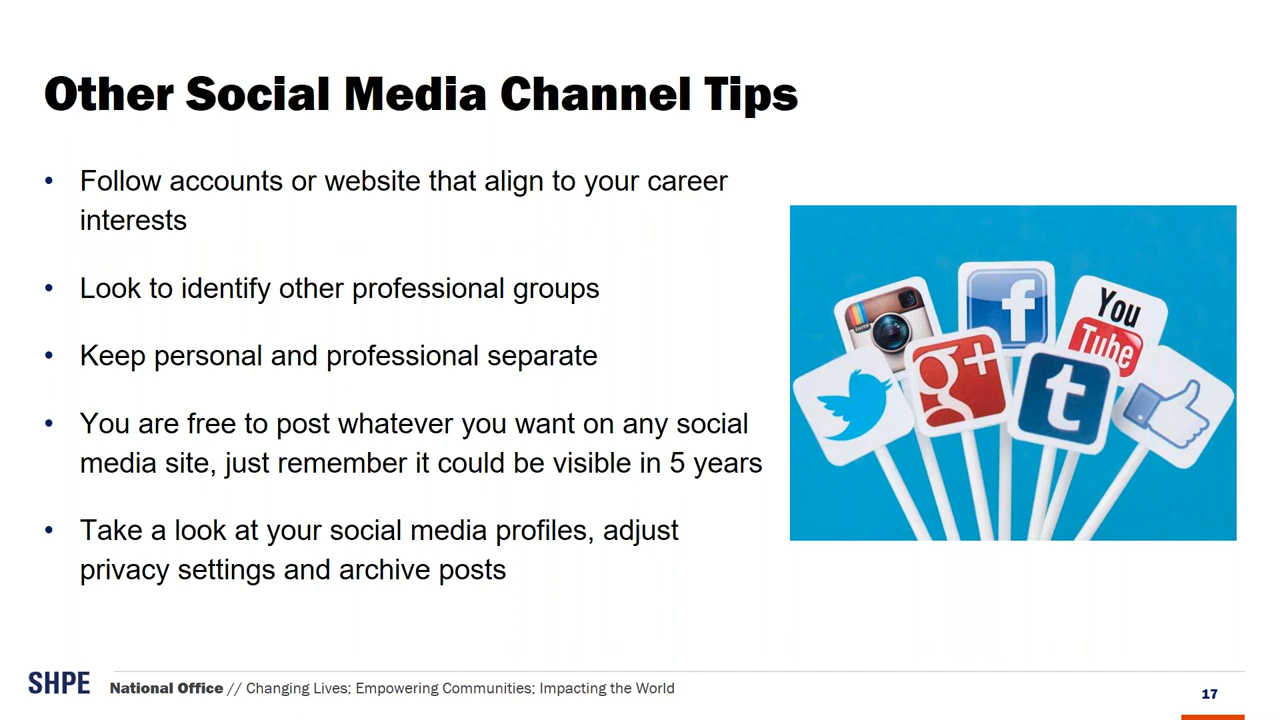 Other Social Media Channel Tips
• Follow accounts or website that align to your career
interests
• Look to identify other professional groups
• Keep personal and professional separate
• You are free to post whatever you want on any social
media site, just remember it could be visible in 5 years
• Take a look at your social media profiles, adjust
privacy settings and archive posts
Insta
f
You
Tube
g+
t
SHPE
National Office // Changing Lives; Empowering Communities; Impacting the World
17